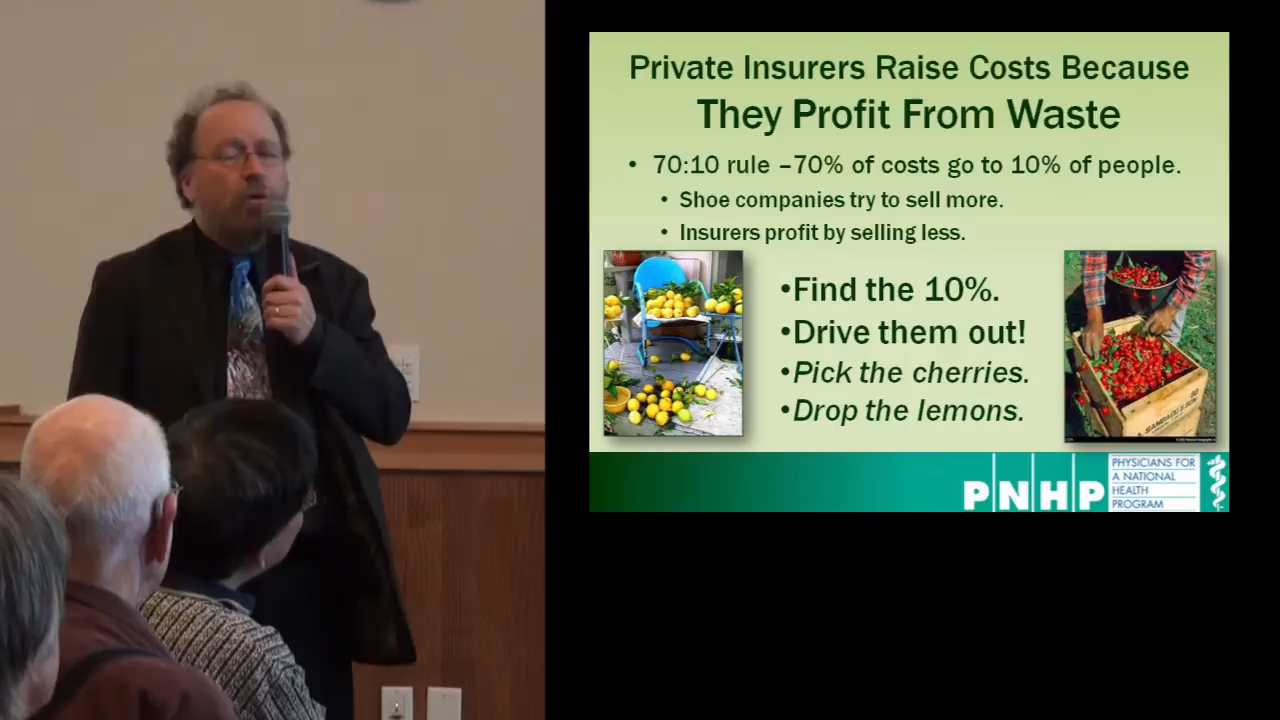 Private Insurers Raise Costs Because
They Profit From Waste
• 70:10 rule –70% of costs go to 10% of people.
• Shoe companies try to sell more.
• Insurers profit by selling less.
•Find the 10%.
•Drive them out!
•Pick the cherries.
•Drop the lemons.
PNHP
PHYSICIANS FOR
A NATIONAL
HEALTH
PROGRAM